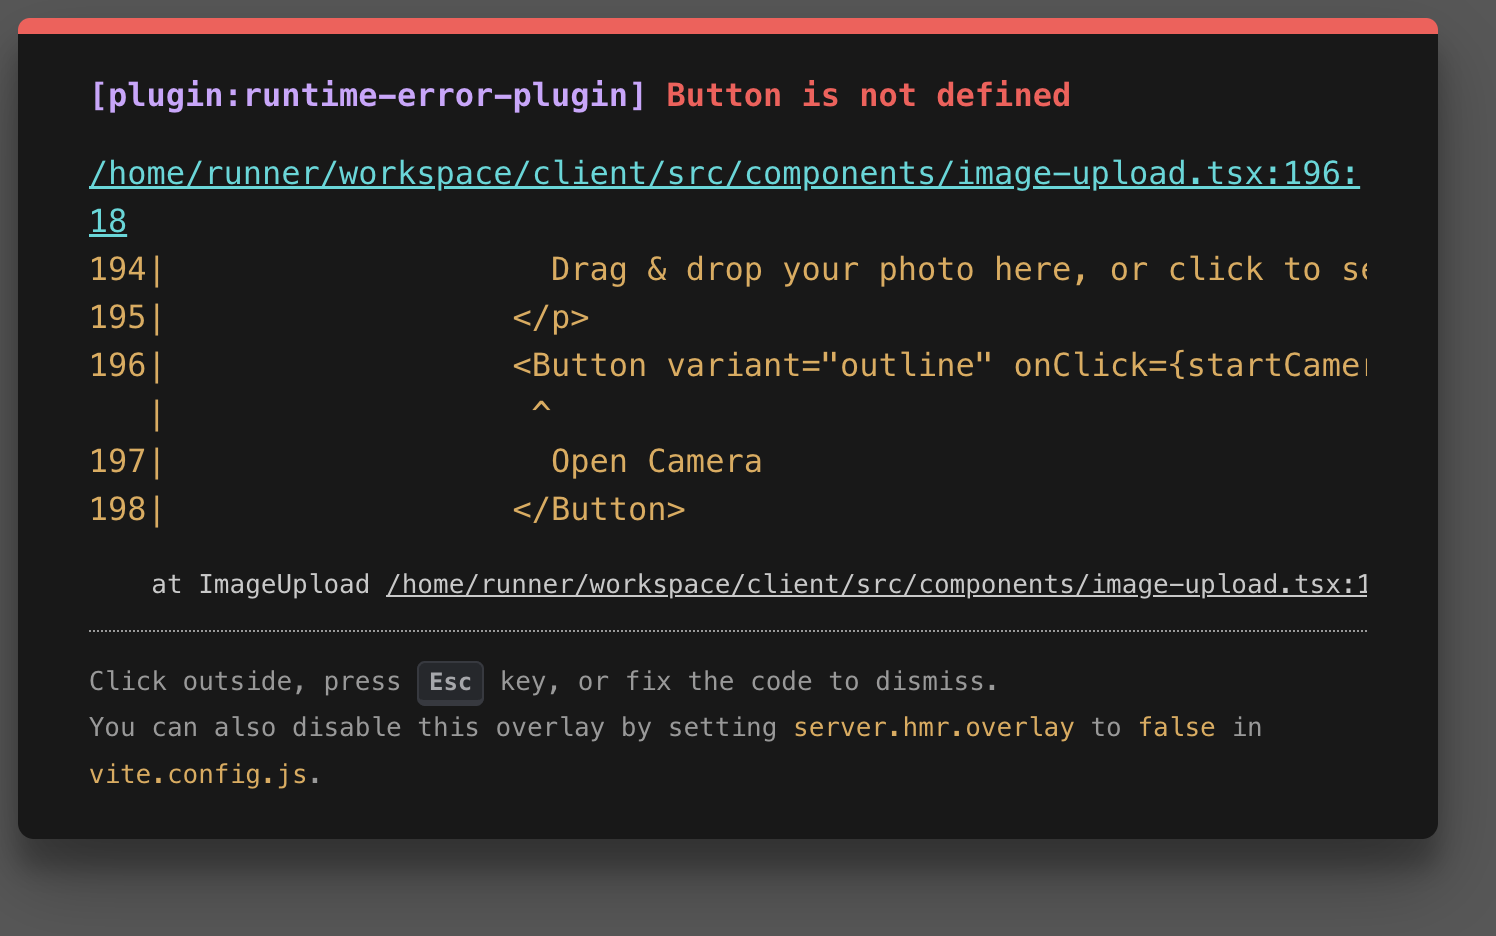 [plugin:runtime-error-plugin] Button is not defined
/home/runner/workspace/client/src/components/image-upload.tsx:196:
18
194|                    Drag & drop your photo here, or click to se
195|                  </p>
196|                  <Button variant="outline" onClick={startCamer
   |                   ^
197|                    Open Camera
198|                  </Button>
at ImageUpload /home/runner/workspace/client/src/components/image-upload.tsx:1
Click outside, press Esc key, or fix the code to dismiss.
You can also disable this overlay by setting server.hmr.overlay to false in
vite.config.js.